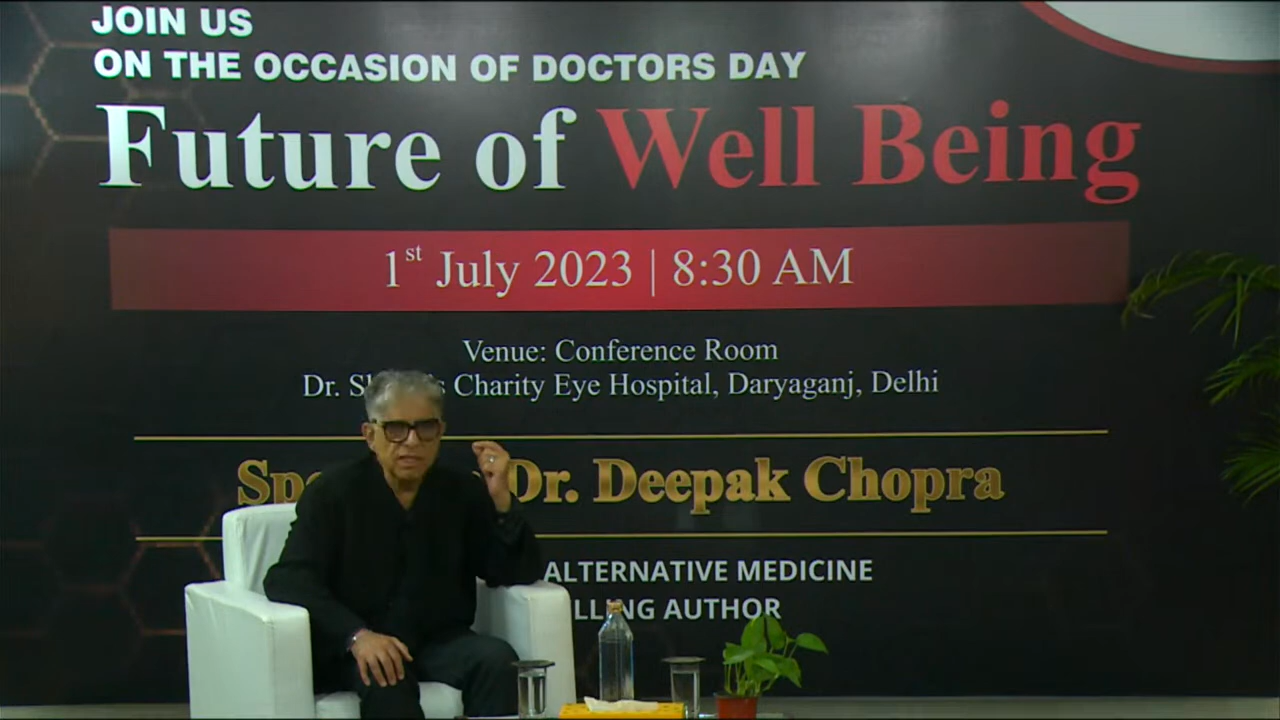 JOIN US
ON THE OCCASION OF DOCTORS DAY
Future of Well Being
1st July 2023 | 8:30 AM
Venue: Conference Room
Dr. Charity Eye Hospital, Daryaganj, Delhi
Dr. Deepak Chopra
ALTERNATIVE MEDICINE
AUTHOR